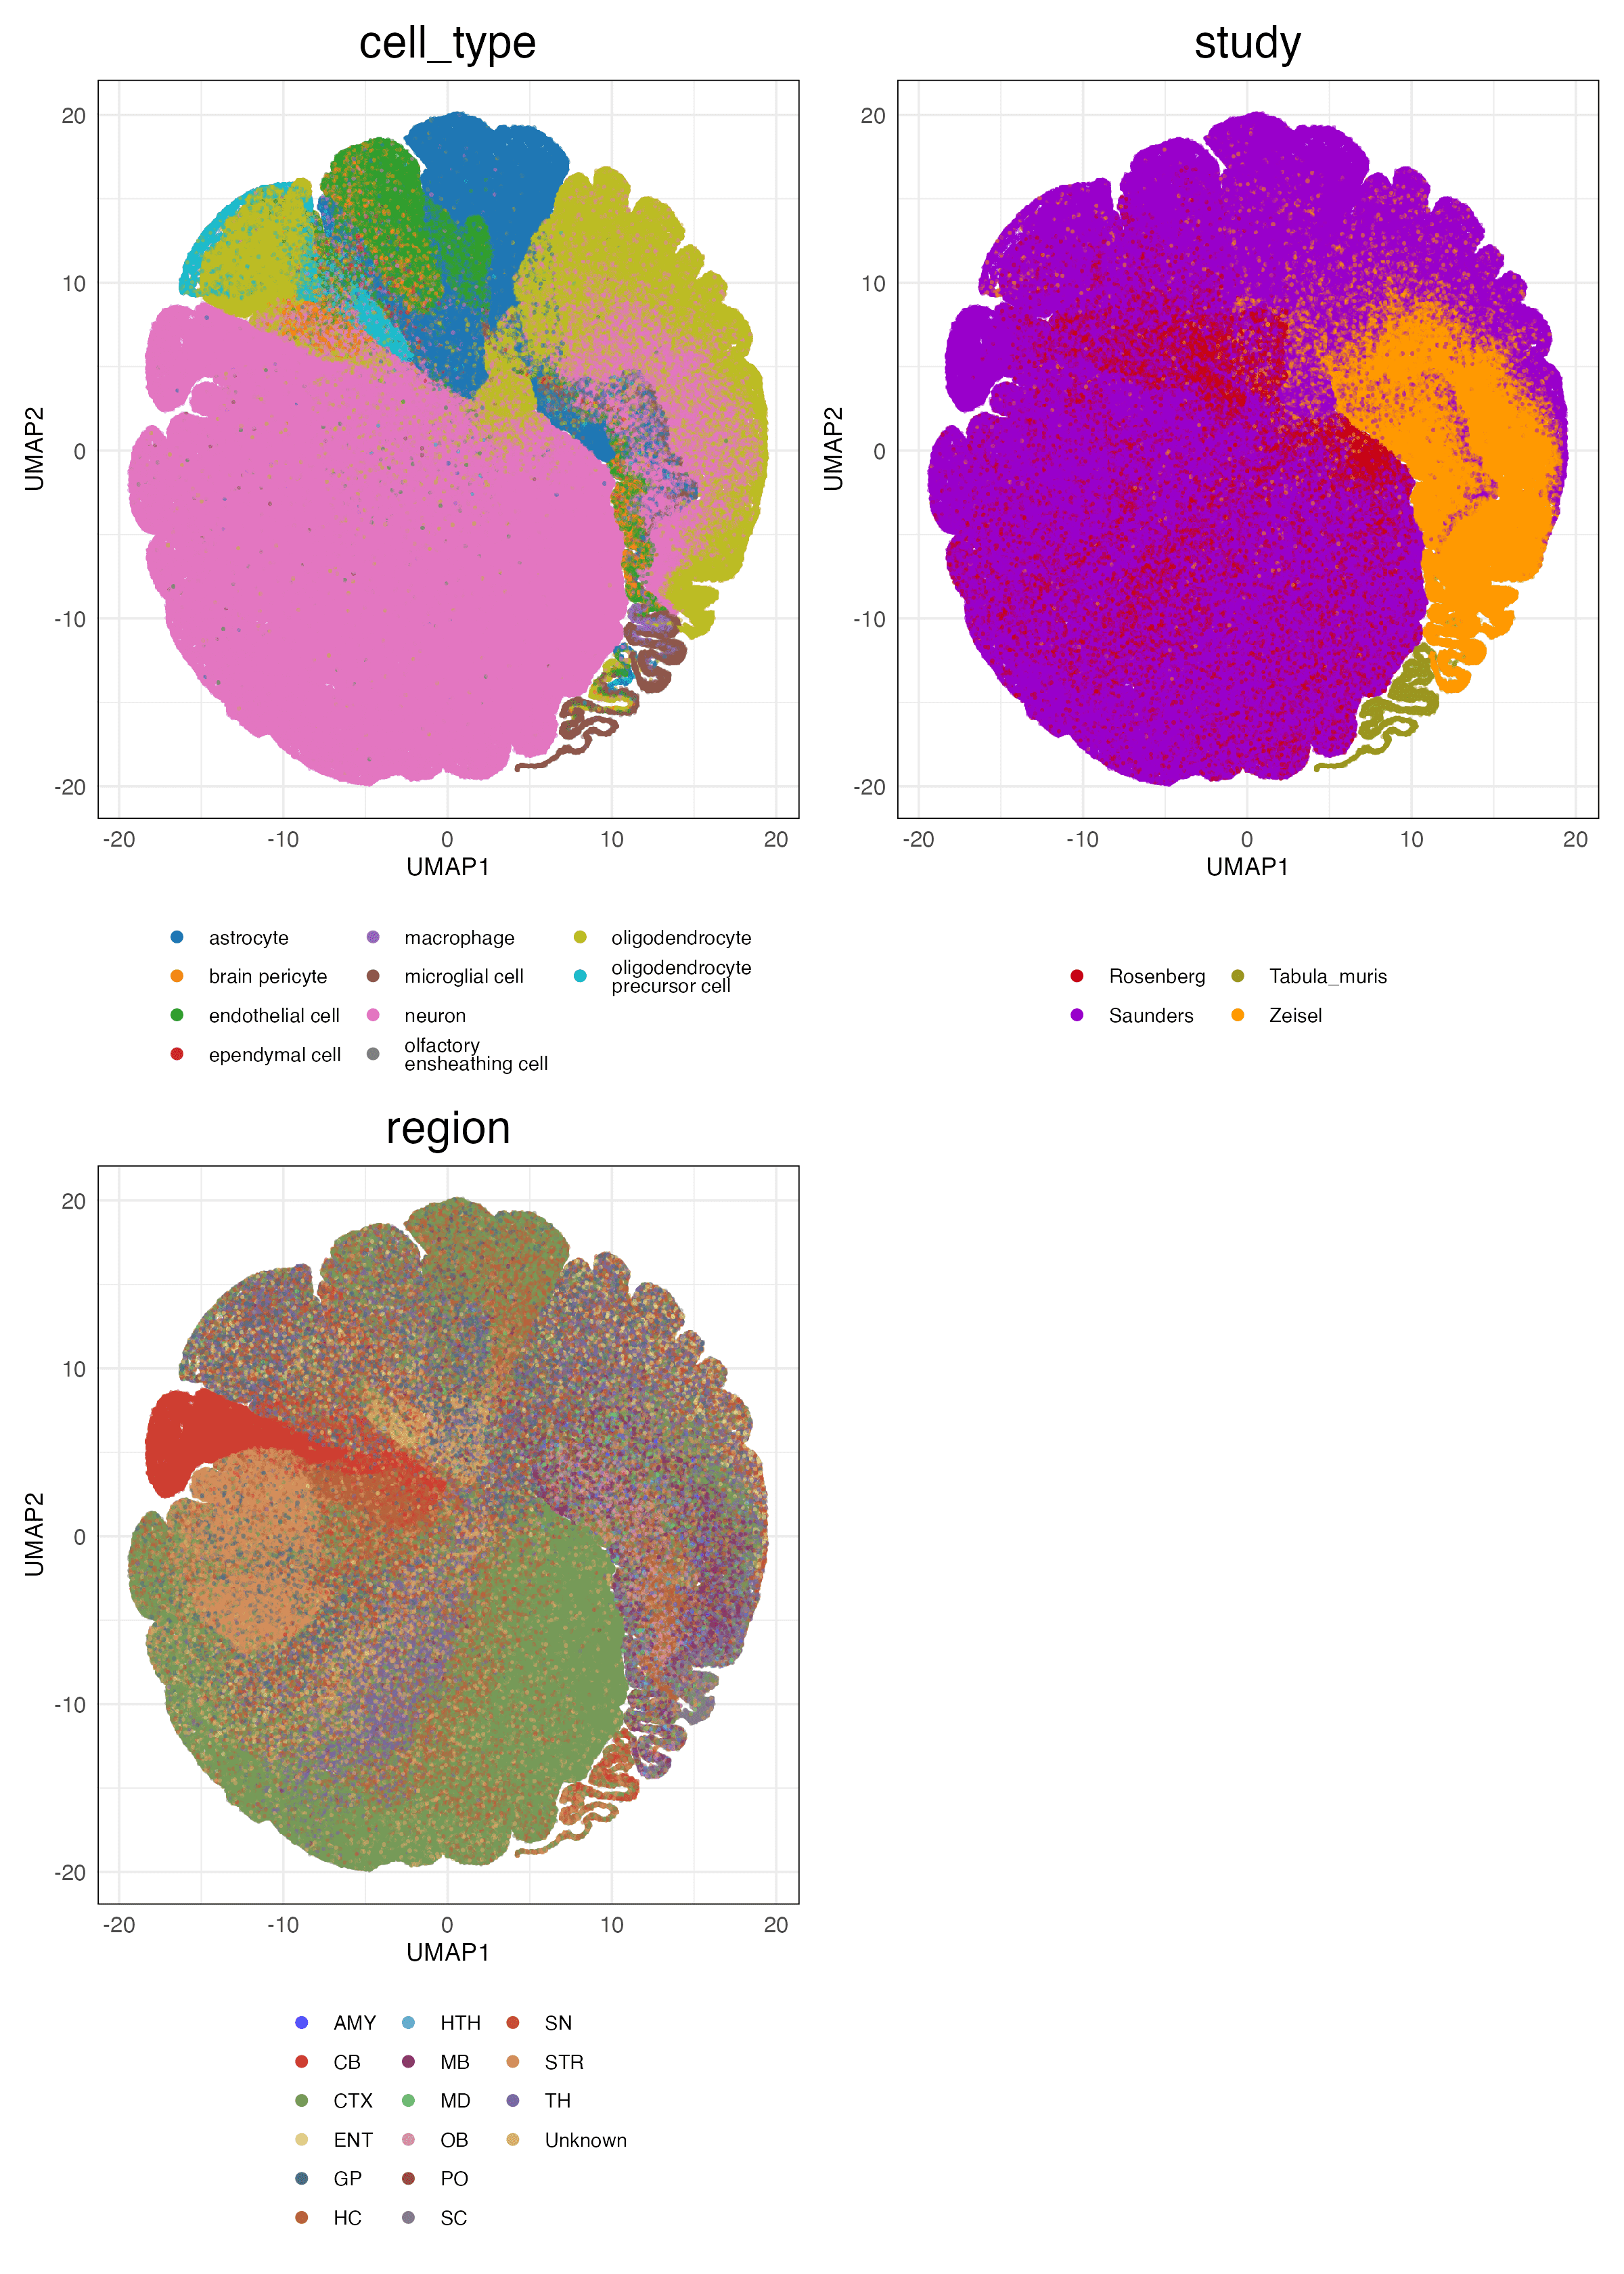 cell_type
study
20
10
0
-10
-20
UMAP2
-20 -10 0 10 20
UMAP1
20
10
0
-10
-20
UMAP2
-20 -10 0 10 20
UMAP1
astrocyte
brain pericyte
endothelial cell
ependymal cell
macrophage
microglial cell
neuron
olfactory
ensheathing cell
oligodendrocyte
oligodendrocyte
precursor cell
Rosenberg
Saunders
Tabula_muris
Zeisel
region
20
10
0
-10
-20
UMAP2
-20 -10 0 10 20
UMAP1
AMY
CB
CTX
ENT
GP
HC
HTH
MB
MD
OB
PO
SC
SN
STR
TH
Unknown